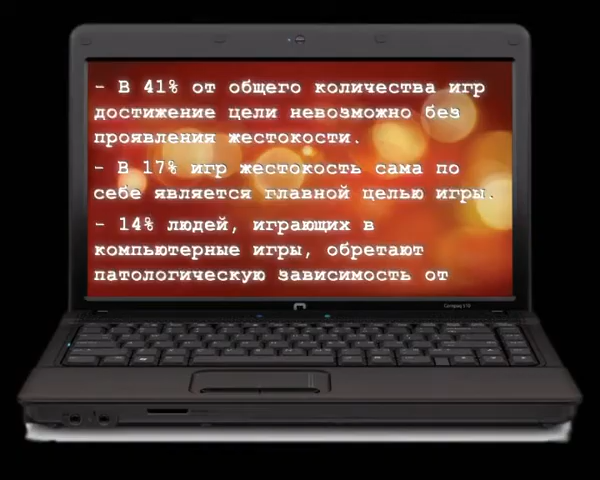 - В 41% от общего количества игр
достижение цели невозможно без
проявления жестокости.
- В 17% игр жестокость сама по
себе является главной целью игры.
- 14% людей, играющих в
компьютерные игры, обретают
патологическую зависимость от